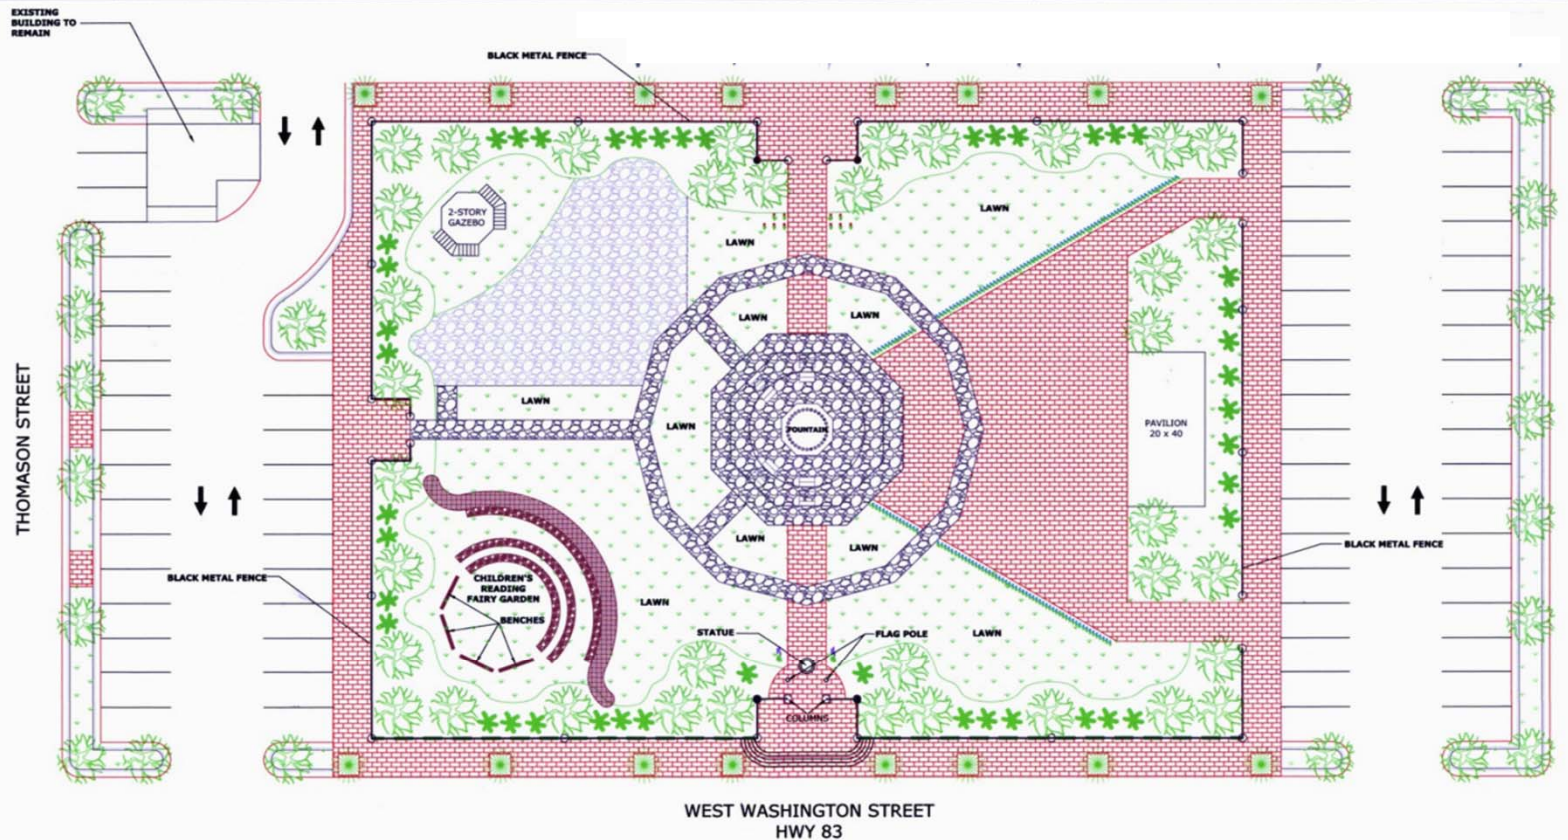 EXISTING
BUILDING TO
REMAIN
BLACK METAL FENCE
2-STORY
GAZEBO
LAWN
LAWN
LAWN
LAWN
LAWN
LAWN
FOUNTAIN
PAVILION
20 x 40
THOMASON STREET
LAWN
LAWN
BLACK METAL FENCE
BLACK METAL FENCE
CHILDREN'S
READING
FAIRY GARDEN
BENCHES
LAWN
STATUE
FLAG POLE
LAWN
COLUMNS
WEST WASHINGTON STREET
HWY 83